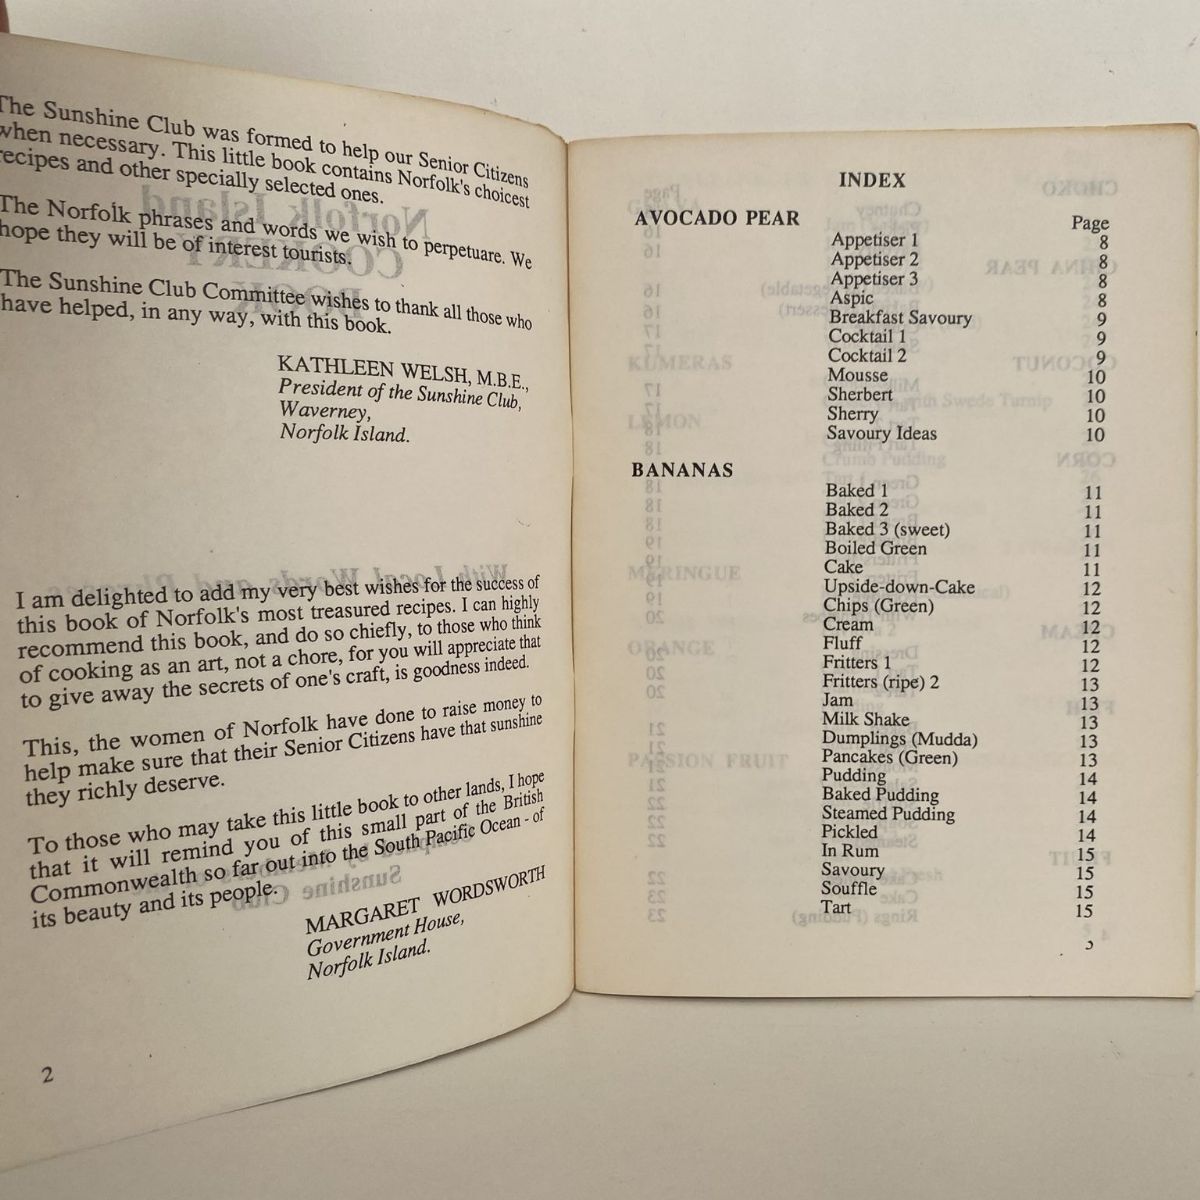 The Sunshine Club was formed to help our Senior Citizens
when necessary. This little book contains Norfolk's choicest
recipes and other specially selected ones.
The Norfolk phrases and words we wish to perpetuare. We
hope they will be of interest tourists.
The Sunshine Club Committee wishes to thank all those who
have helped, in any way, with this book.
KATHLEEN WELSH, M.B.E.,
President of the Sunshine Club,
Waverney,
Norfolk Island.
I am delighted to add my very best wishes for the success of
this book of Norfolk's most treasured recipes. I can highly
recommend this book, and do so chiefly, to those who think
of cooking as an art, not a chore, for you will appreciate that
to give away the secrets of one's craft, is goodness indeed.
This, the women of Norfolk have done to raise money to
help make sure that their Senior Citizens have that sunshine
they richly deserve.
To those who may take this little book to other lands, I hope
that it will remind you of this small part of the British
Commonwealth so far out into the South Pacific Ocean - of
its beauty and its people.
MARGARET WORDSWORTH
Government House,
Norfolk Island.
2
INDEX
AVOCADO PEAR Page
Appetiser 1 8
Appetiser 2 8
Appetiser 3 8
Aspic 8
Breakfast Savoury 9
Cocktail 1 9
Cocktail 2 9
Mousse 10
Sherbert 10
Sherry 10
Savoury Ideas 10
BANANAS
Baked 1 11
Baked 2 11
Baked 3 (sweet) 11
Boiled Green 11
Cake 11
Upside-down-Cake 12
Chips (Green) 12
Cream 12
Fluff 12
Fritters 1 12
Fritters (ripe) 2 13
Jam 13
Milk Shake 13
Dumplings (Mudda) 13
Pancakes (Green) 13
Pudding 14
Baked Pudding 14
Steamed Pudding 14
Pickled 14
In Rum 15
Savoury 15
Souffle 15
Tart 15